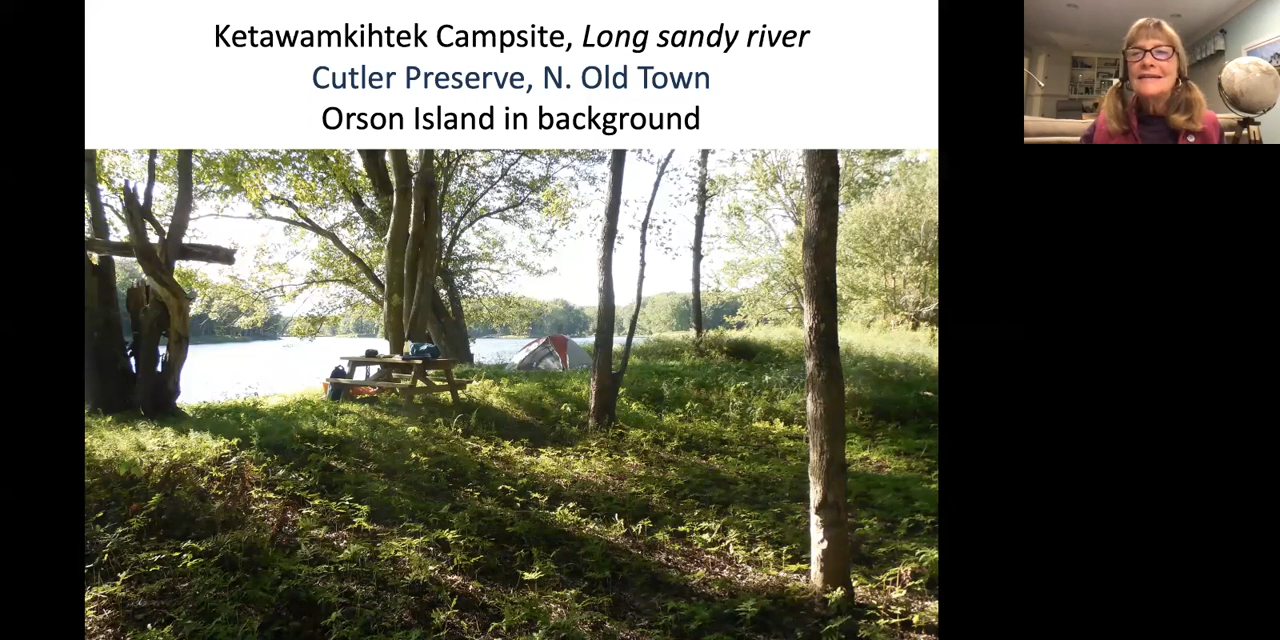 Ketawamkihtek Campsite, Long sandy river
Cutler Preserve, N. Old Town
Orson Island in background